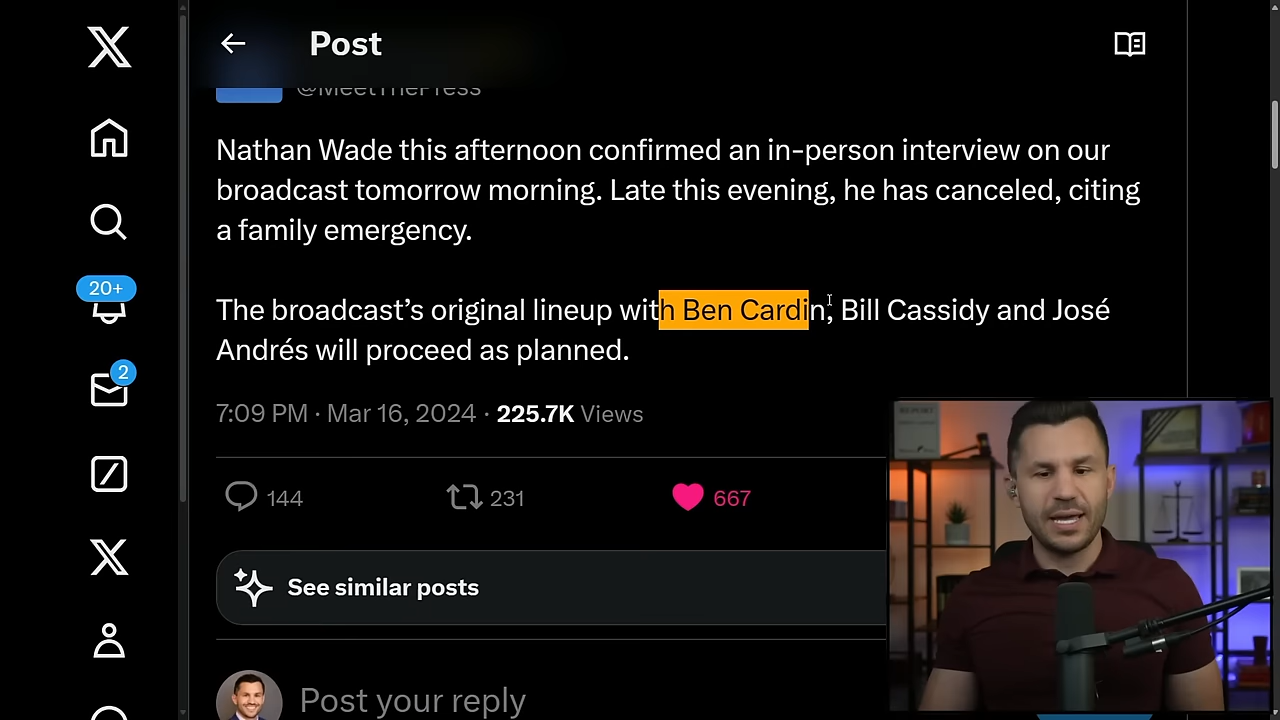 Post
@MeetThePress
Nathan Wade this afternoon confirmed an in-person interview on our
broadcast tomorrow morning. Late this evening, he has canceled, citing
a family emergency.
The broadcast’s original lineup with Ben Cardin, Bill Cassidy and José
Andrés will proceed as planned.
7:09 PM · Mar 16, 2024 · 225.7K Views
144 231 667
See similar posts
Post your reply
20+
2